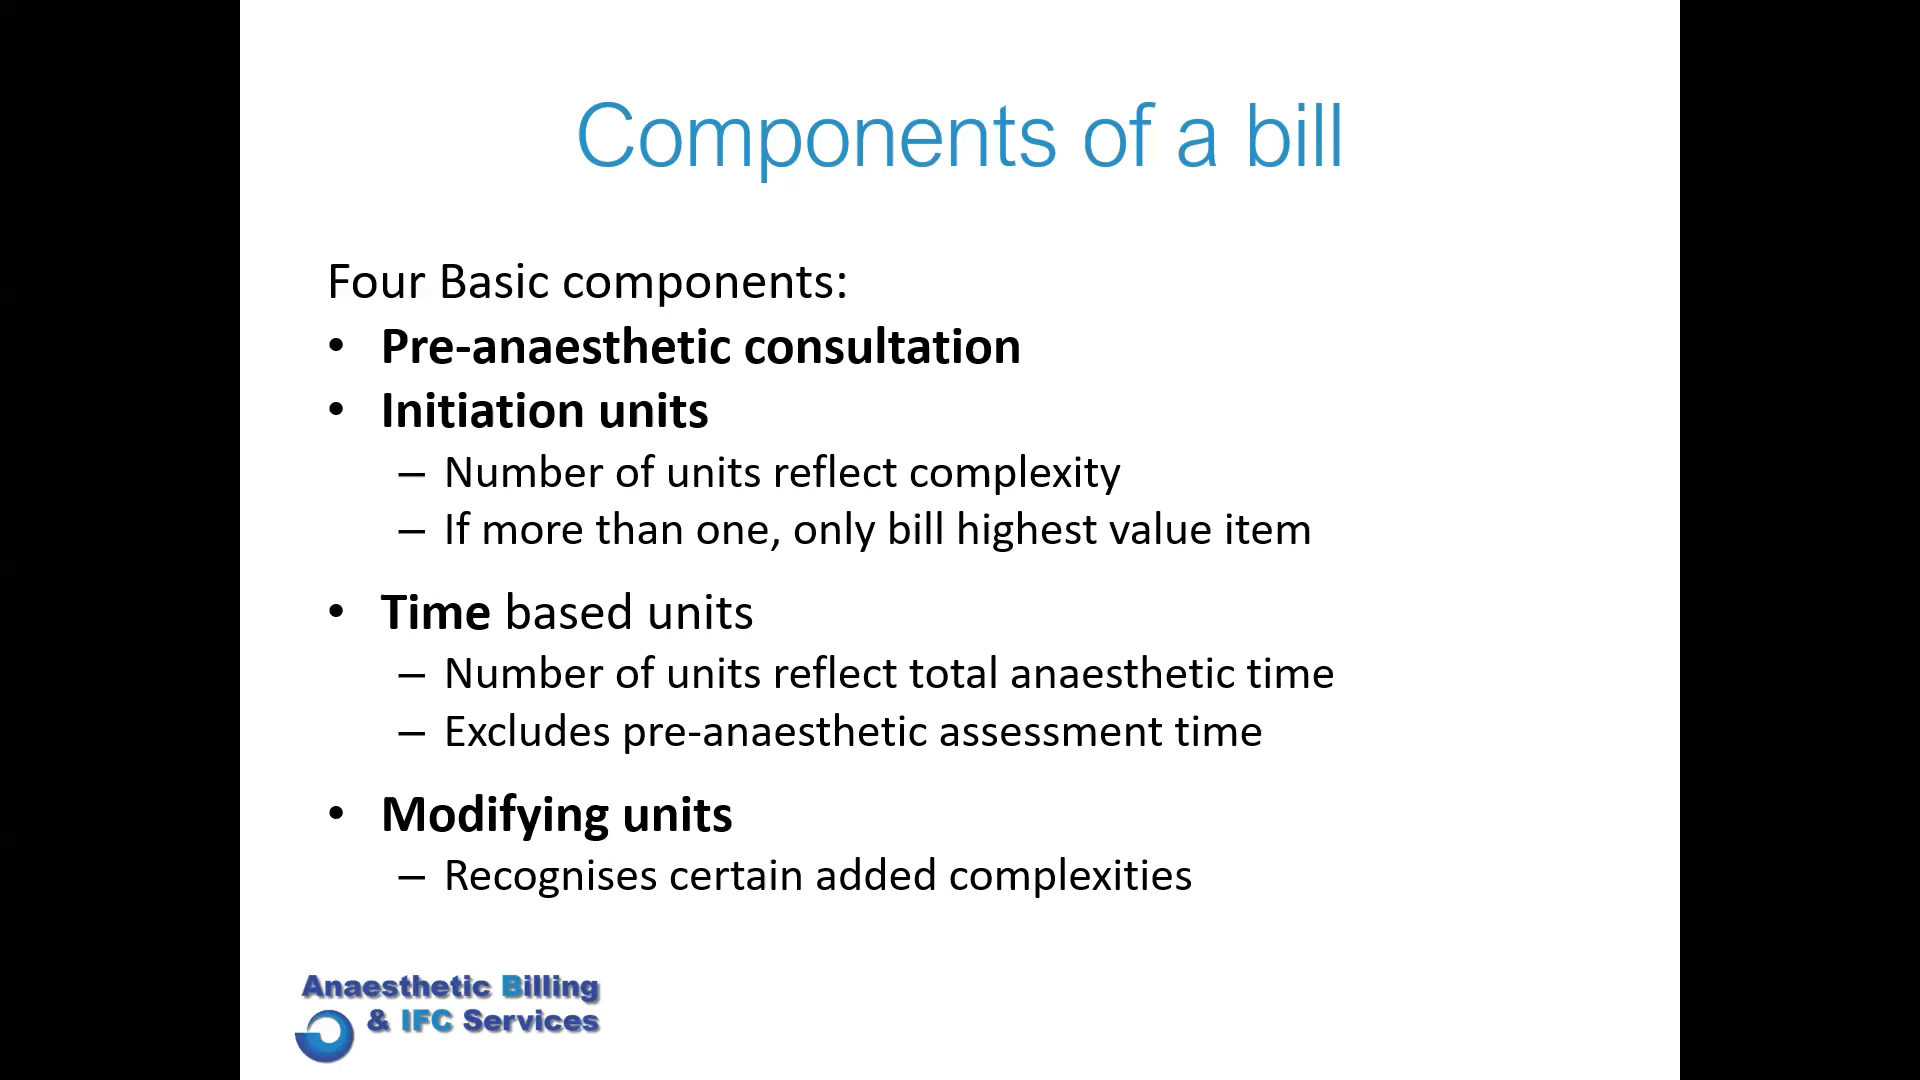 Components of a bill
Four Basic components:
• Pre-anaesthetic consultation
• Initiation units
– Number of units reflect complexity
– If more than one, only bill highest value item
• Time based units
– Number of units reflect total anaesthetic time
– Excludes pre-anaesthetic assessment time
• Modifying units
– Recognises certain added complexities
Anaesthetic Billing
& IFC Services